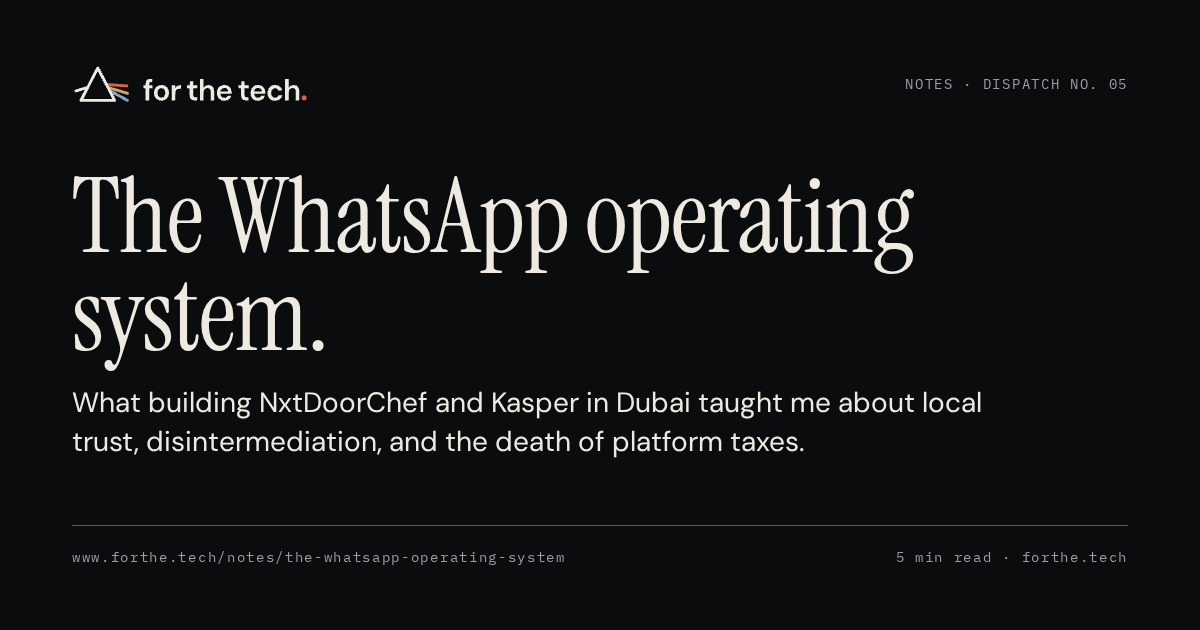 for the tech.
NOTES · DISPATCH NO. 05
The WhatsApp operating
system.
What building NxtDoorChef and Kasper in Dubai taught me about local
trust, disintermediation, and the death of platform taxes.
www.forthe.tech/notes/the-whatsapp-operating-system
5 min read · forthe.tech